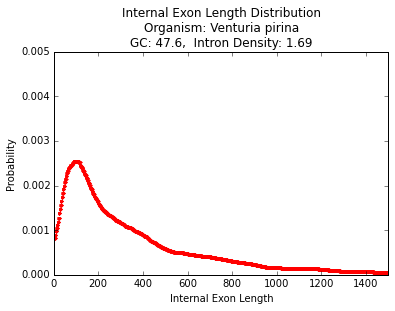 Internal Exon Length Distribution
Organism: Venturia pirina
GC: 47.6,  Intron Density: 1.69
0.005
0.004
0.003
0.002
0.001
0.000
Probability
0 200 400 600 800 1000 1200 1400
Internal Exon Length